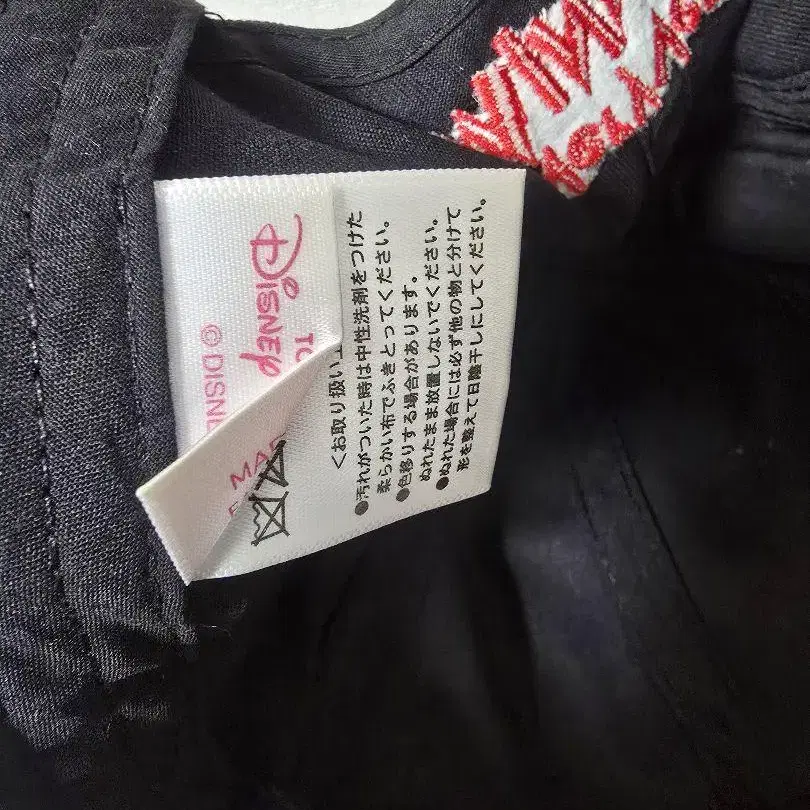 DISNEY
TO
© DISNE
MA
<お取り扱い上
●汚れがついた時は中性洗剤をつけた
柔らかい布でふきとってください。
●色移りする場合があります。
ぬれたまま放置しないでください。
●ぬれた場合には必ず他の物と分けて
形を整えて日陰干しにしてください。